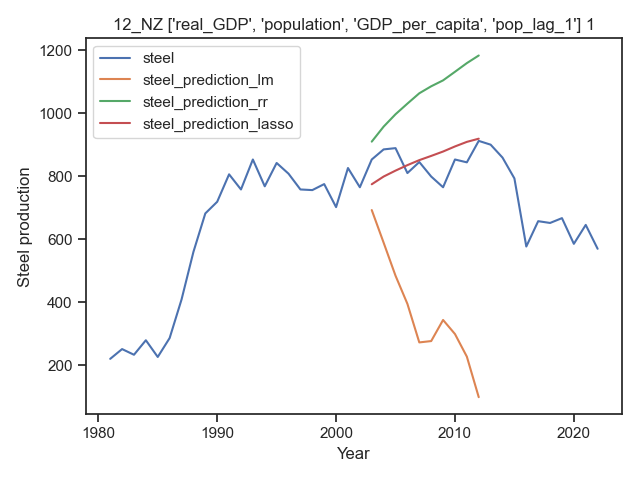 12_NZ ['real_GDP', 'population', 'GDP_per_capita', 'pop_lag_1'] 1
steel
steel_prediction_lm
steel_prediction_rr
steel_prediction_lasso
1200
1000
800
600
400
200
Steel production
1980
1990
2000
2010
2020
Year